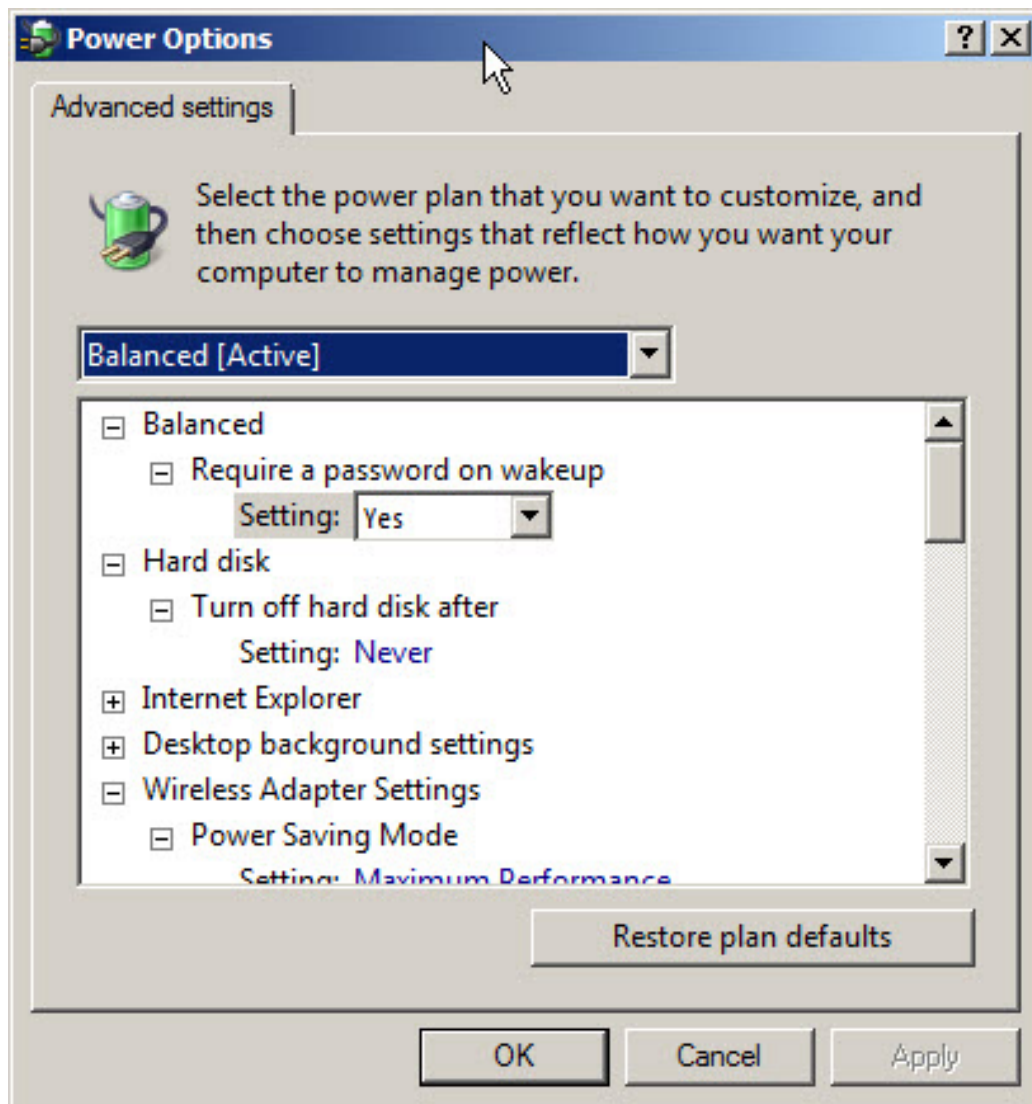 Power Options
Advanced settings
Select the power plan that you want to customize, and
then choose settings that reflect how you want your
computer to manage power.
Balanced [Active]
Balanced
Require a password on wakeup
Setting: Yes
Hard disk
Turn off hard disk after
Setting: Never
Internet Explorer
Desktop background settings
Wireless Adapter Settings
Power Saving Mode
Setting: Maximum Performance
Restore plan defaults
OK Cancel Apply